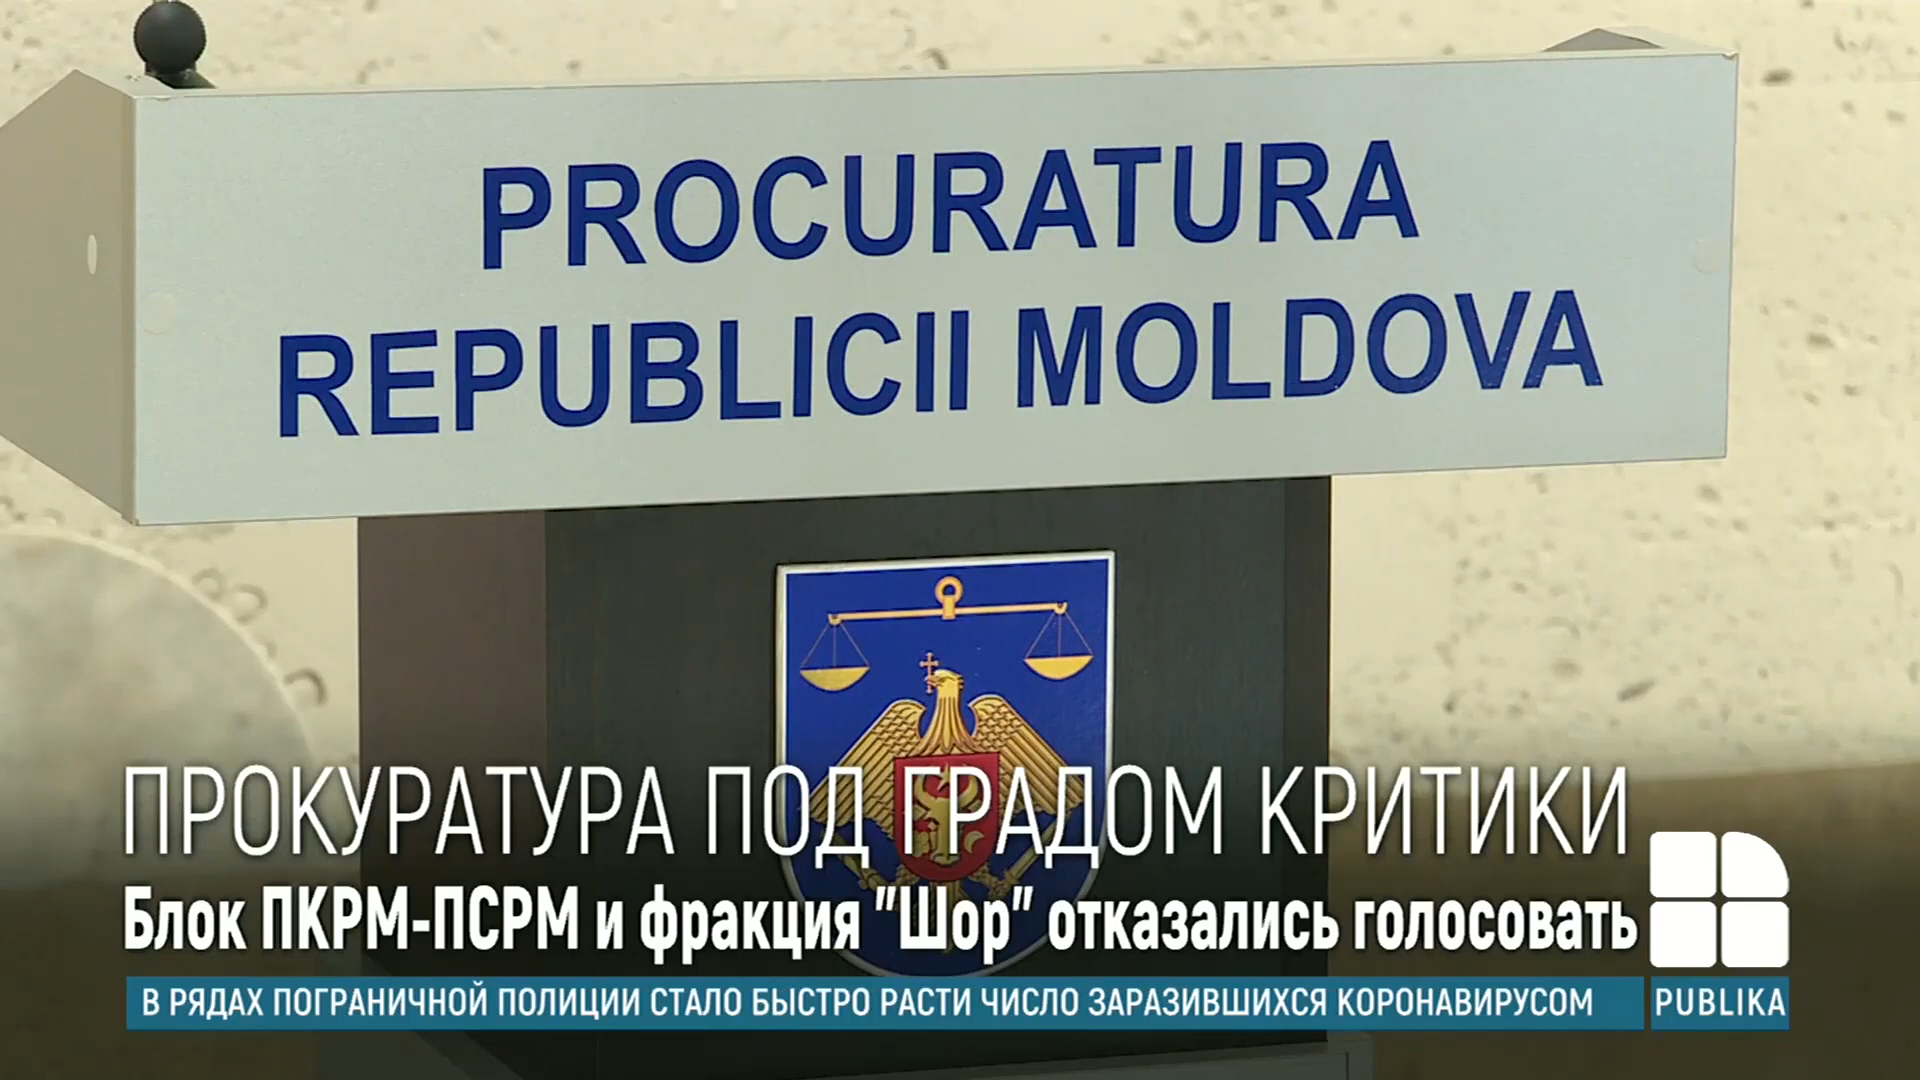 PROCURATURA
REPUBLICII MOLDOVA
ПРОКУРАТУРА ПОД ГРАДОМ КРИТИКИ
Блок ПКРМ-ПСРМ и фракция "Шор" отказались голосовать
В РЯДАХ ПОГРАНИЧНОЙ ПОЛИЦИИ СТАЛО БЫСТРО РАСТИ ЧИСЛО ЗАРАЗИВШИХСЯ КОРОНАВИРУСОМ
PUBLIKA